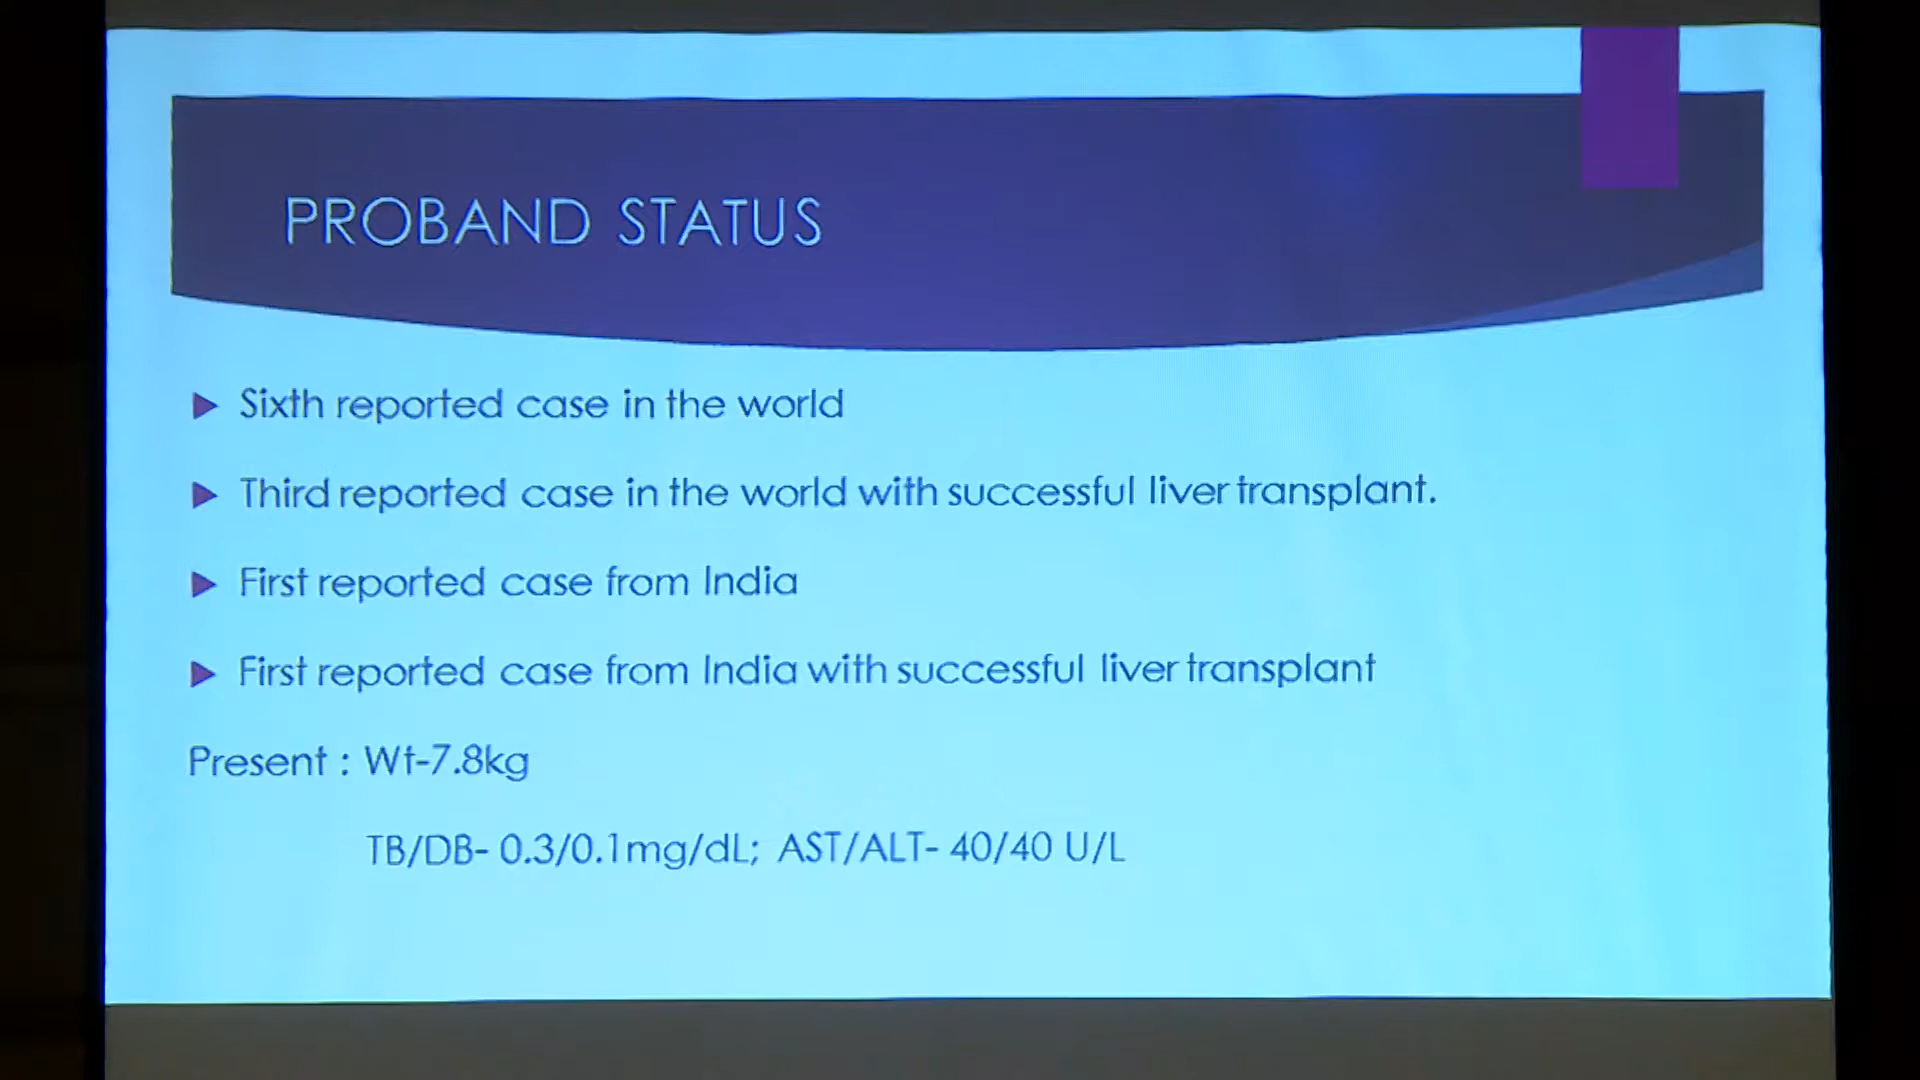 PROBAND STATUS
Sixth reported case in the world
Third reported case in the world with successful liver transplant.
First reported case from India
First reported case from India with successful liver transplant
Present : Wt-7.8kg
TB/DB- 0.3/0.1mg/dL; AST/ALT- 40/40 U/L